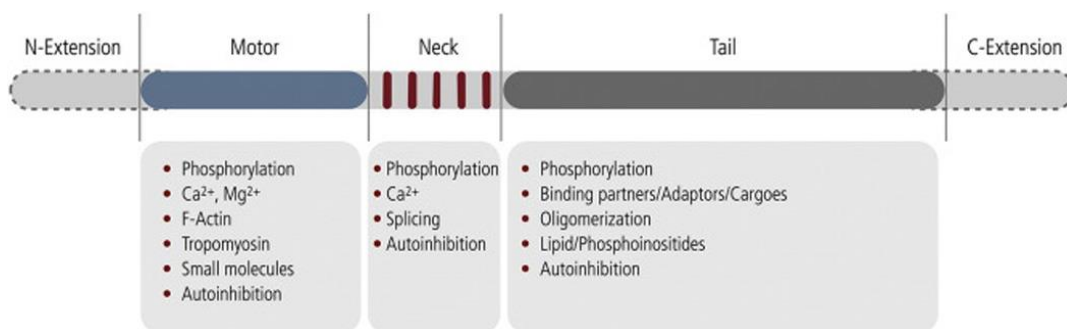 N-Extension
Motor
Neck
Tail
C-Extension
• Phosphorylation
• Ca²⁺, Mg²⁺
• F-Actin
• Tropomyosin
• Small molecules
• Autoinhibition
• Phosphorylation
• Ca²⁺
• Splicing
• Autoinhibition
• Phosphorylation
• Binding partners/Adaptors/Cargoes
• Oligomerization
• Lipid/Phosphoinositides
• Autoinhibition